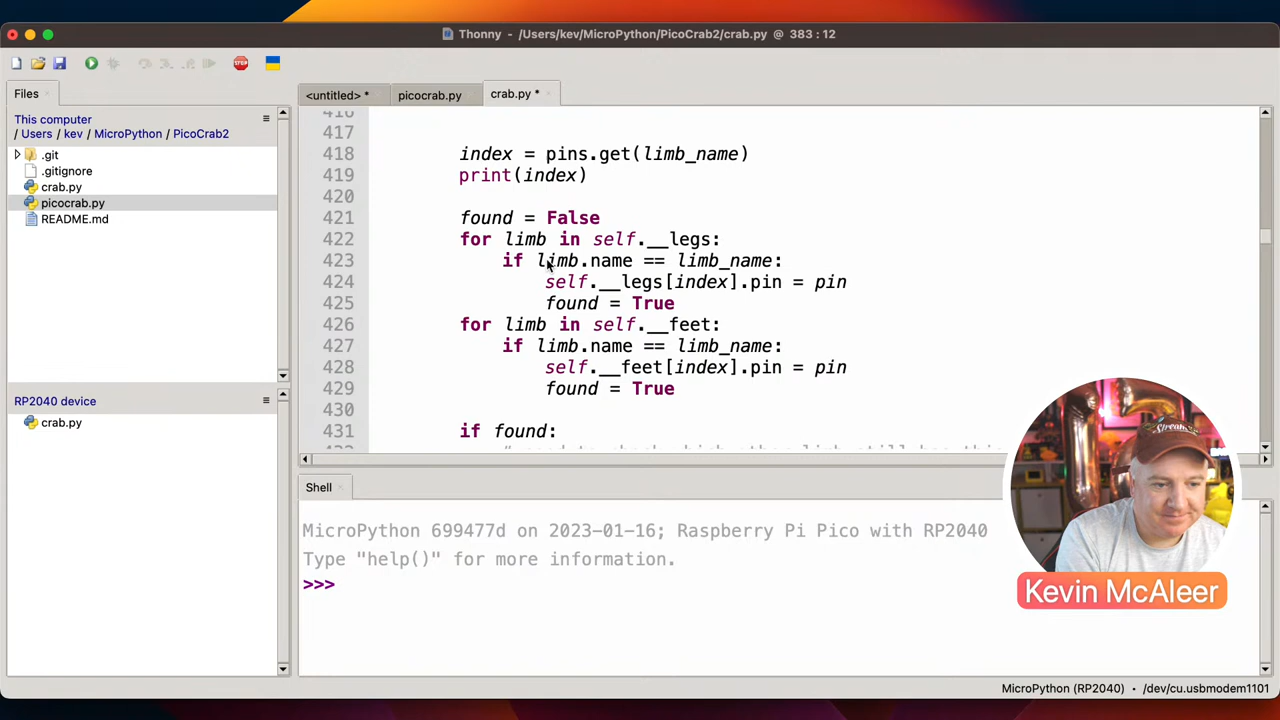 Thonny - /Users/kev/MicroPython/PicoCrab2/crab.py @ 383 : 12
STOP
Files
This computer
/ Users / kev / MicroPython / PicoCrab2
.git
.gitignore
crab.py
picocrab.py
README.md
RP2040 device
crab.py
<untitled> *
picocrab.py
crab.py *
416
417
418 index = pins.get(limb_name)
419 print(index)
420
421 found = False
422 for limb in self.__legs:
423 if limb.name == limb_name:
424 self.__legs[index].pin = pin
425 found = True
426 for limb in self.__feet:
427 if limb.name == limb_name:
428 self.__feet[index].pin = pin
429 found = True
430
431 if found:
Shell
MicroPython 699477d on 2023-01-16; Raspberry Pi Pico with RP2040
Type "help()" for more information.
>>>
Kevin McAleer
MicroPython (RP2040) • /dev/cu.usbmodem1101